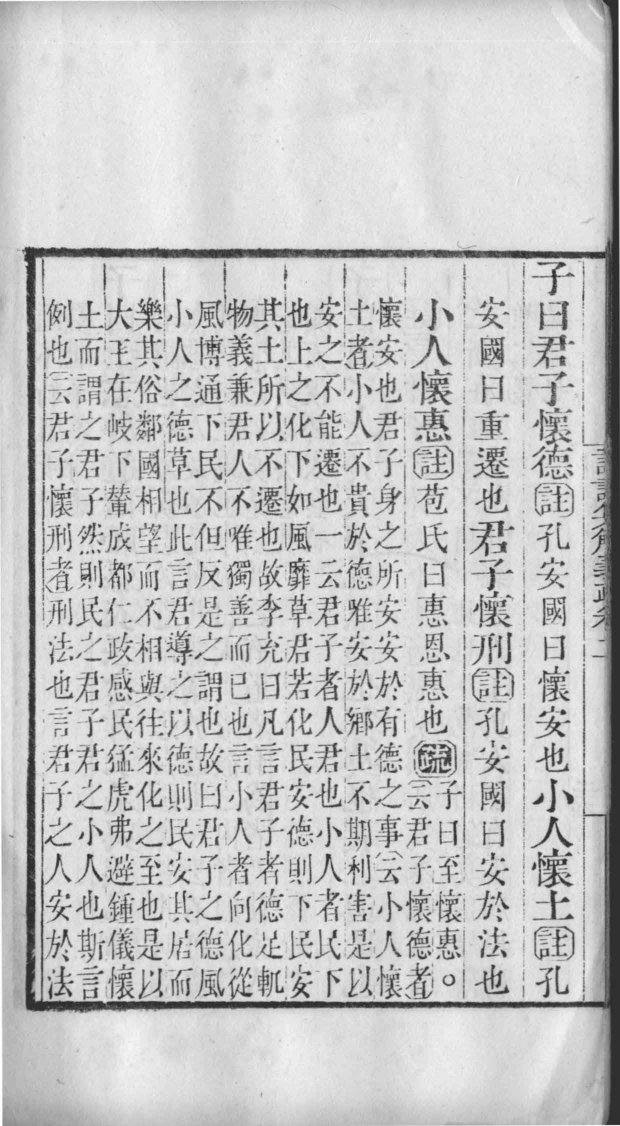 子曰君子懷德註孔安國曰懷安也小人懷土註孔
安國曰重遷也君子懷刑註孔安國曰安於法也
小人懷惠註苞氏曰惠恩惠也疏子曰至懷惠。
云君子懷德者
懷安也君子身之所安安於有德之事云小人懷
土者小人不貴於德唯安於鄉土不期利害是以
安之不能遷也一云君子者人君也小人者民下
也上之化下如風靡草君若化民安德則下民安
其土所以不遷也故李充曰凡言君子者德足軌
物義兼君人不唯獨善而已也言小人者向化從
風博通下民不但反是之謂也故曰君子之德風
小人之德草也此言君導之以德則民安其居而
樂其俗鄰國相望而不相與往來化之至也是以
大王在岐下輦成都仁政感民猛虎弗避鍾儀懷
土而謂之君子然則民之君子君之小人也斯言
例也云君子懷刑者刑法也言君子之人安於法